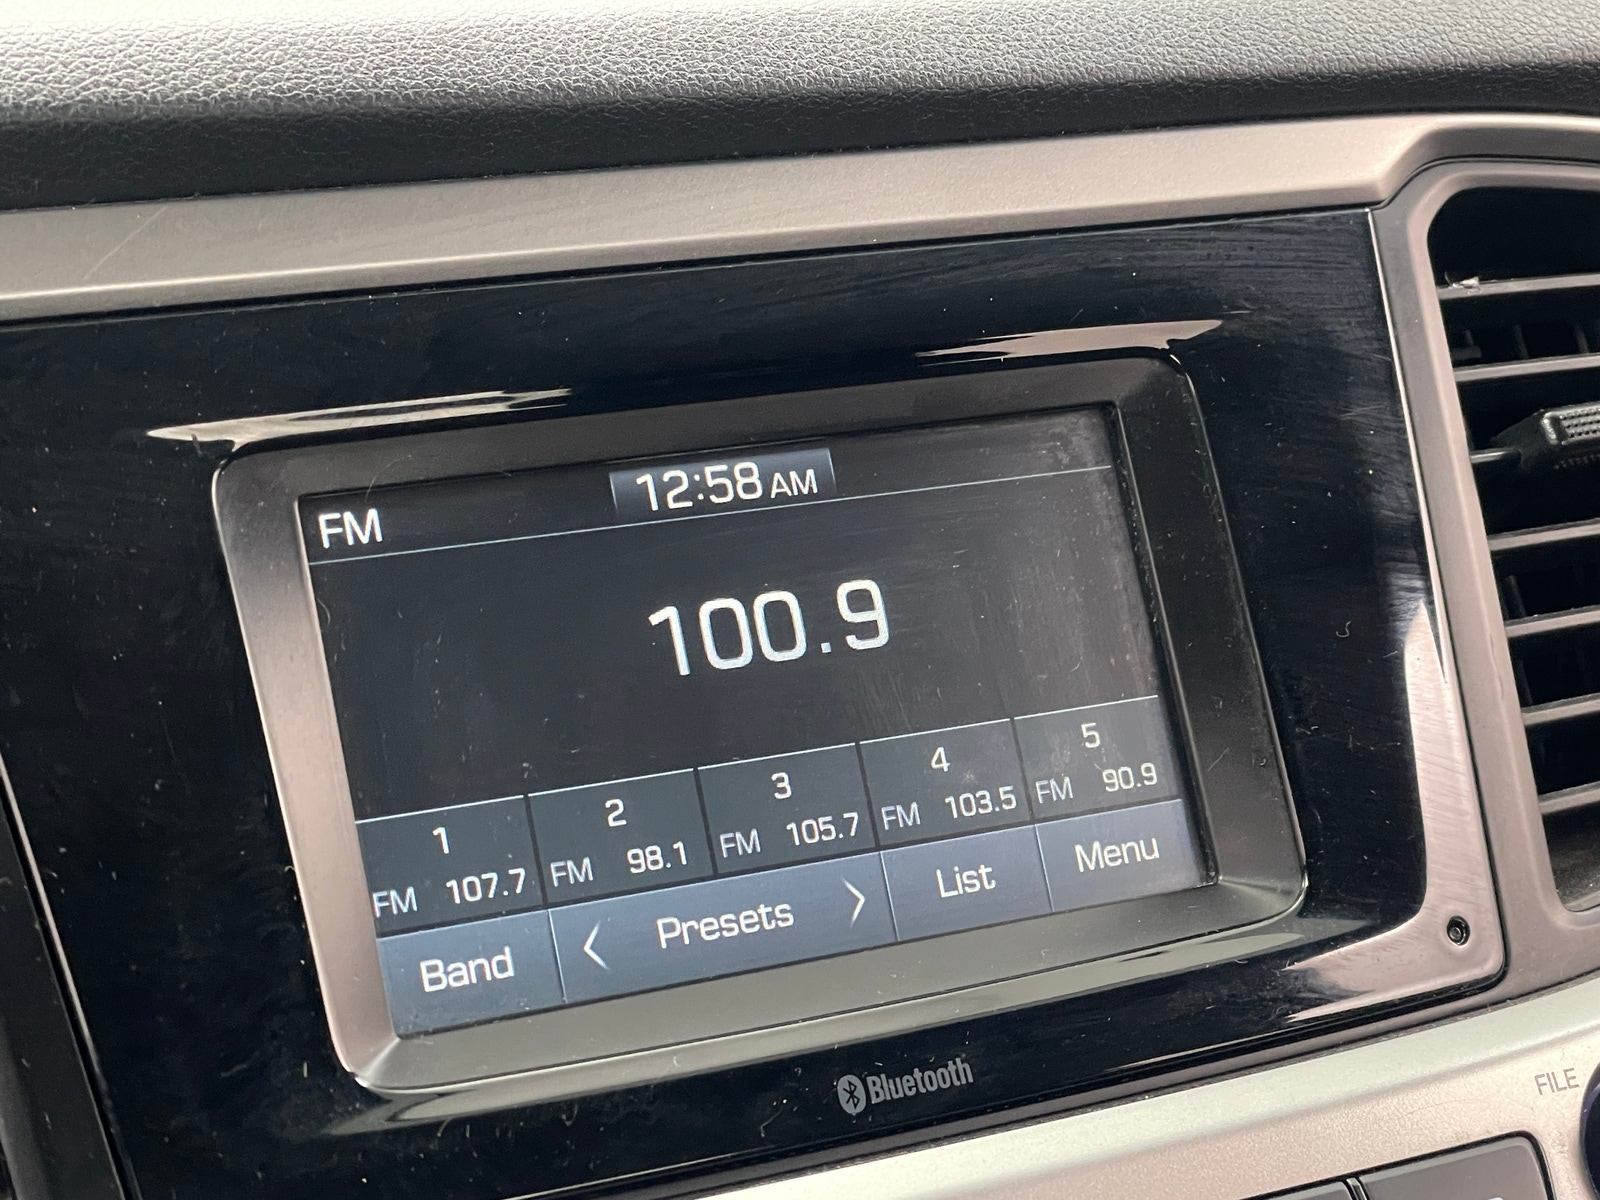 12:58 AM
FM
100.9
1 2 3 4 5
FM 107.7 FM 98.1 FM 105.7 FM 103.5 FM 90.9
Band < Presets > List Menu
Bluetooth
FILE